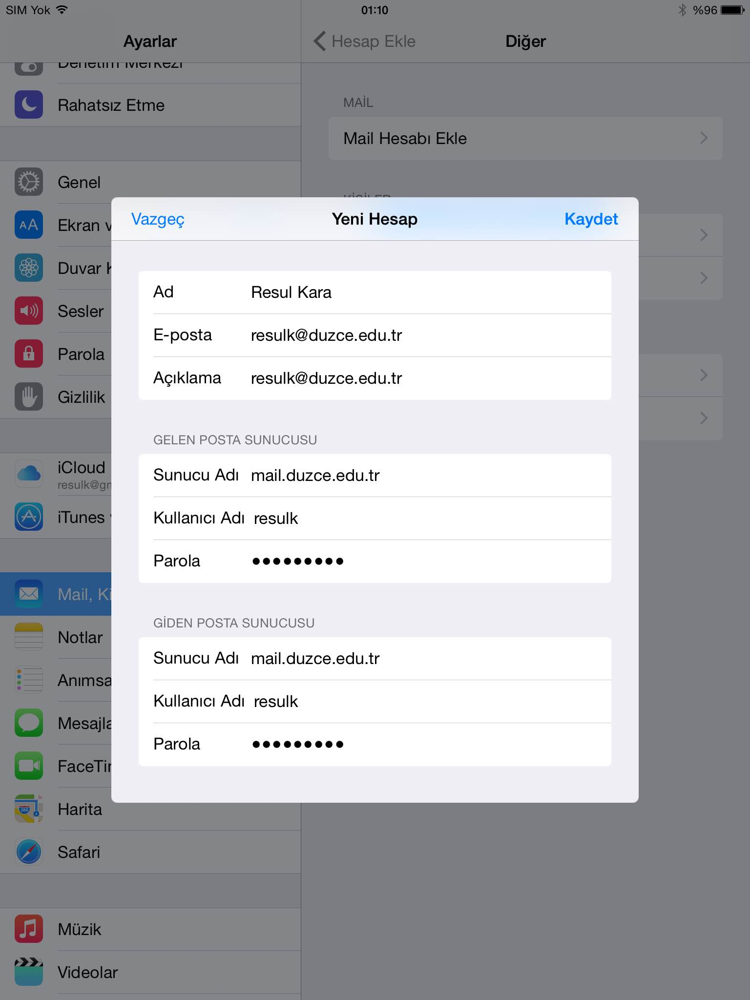 SIM Yok
01:10
%96
Ayarlar
Denetim Merkezi
Rahatsız Etme
Genel
Ekran v
Duvar K
Sesler
Parola
Gizlilik
iCloud
resulk@gm
iTunes v
Mail, Ki
Notlar
Anımsa
Mesajla
FaceTim
Harita
280
Safari
Müzik
Videolar
Hesap Ekle
Diğer
MAİL
Mail Hesabı Ekle
KİŞİLER
Vazgeç
Yeni Hesap
Kaydet
Ad Resul Kara
E-posta resulk@duzce.edu.tr
Açıklama resulk@duzce.edu.tr
GELEN POSTA SUNUCUSU
Sunucu Adı mail.duzce.edu.tr
Kullanıcı Adı resulk
Parola •••••••••
GİDEN POSTA SUNUCUSU
Sunucu Adı mail.duzce.edu.tr
Kullanıcı Adı resulk
Parola •••••••••